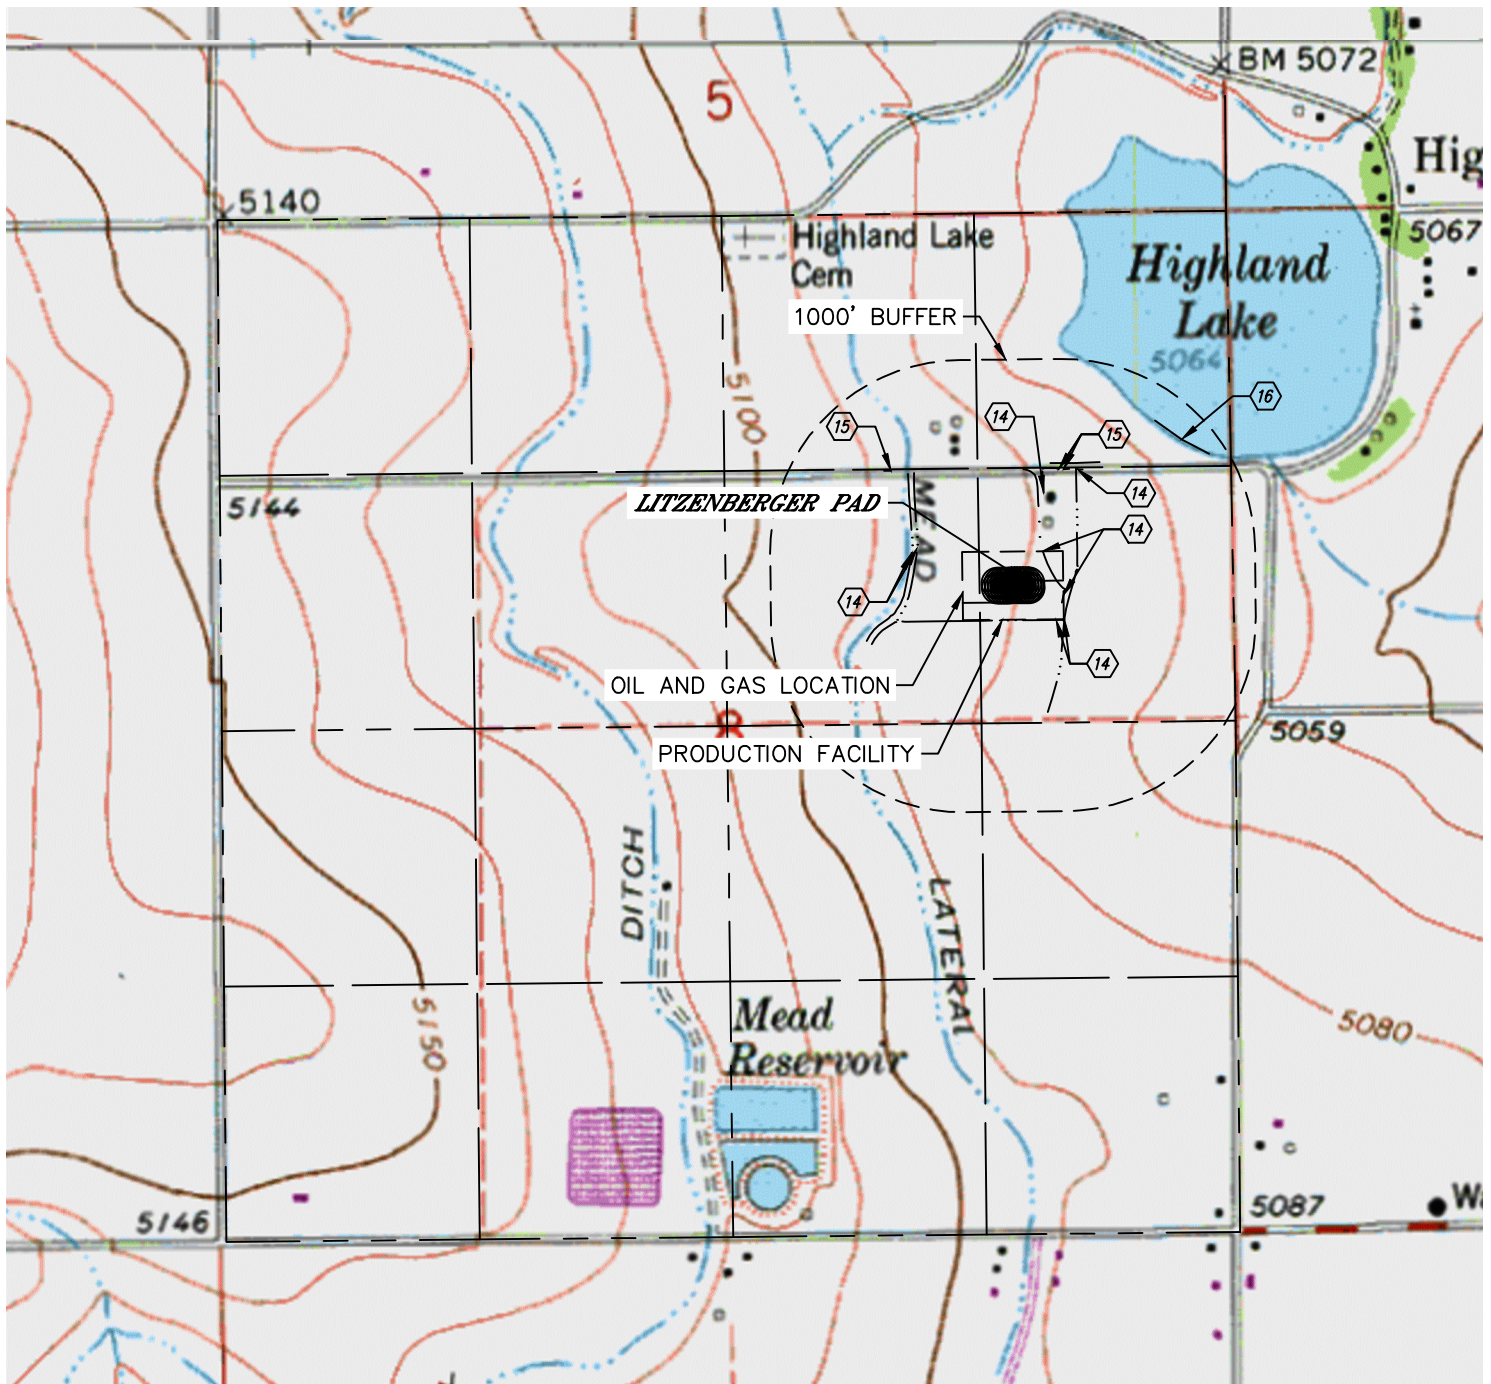 BM 5072
5
Hig
5140
5067
Highland Lake
Cem
Highland
Lake
5064
1000' BUFFER
5100
16
15
14
15
14
5144
LITZENBERGER PAD
MEAD
14
14
14
OIL AND GAS LOCATION
8
PRODUCTION FACILITY
5059
DITCH
LATERAL
5150
Mead
Reservoir
5080
5146
5087
Wa